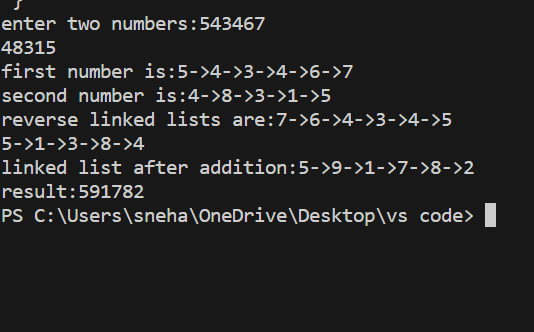 }
enter two numbers:543467
48315
first number is:5->4->3->4->6->7
second number is:4->8->3->1->5
reverse linked lists are:7->6->4->3->4->5
5->1->3->8->4
linked list after addition:5->9->1->7->8->2
result:591782
PS C:\Users\sneha\OneDrive\Desktop\vs code>